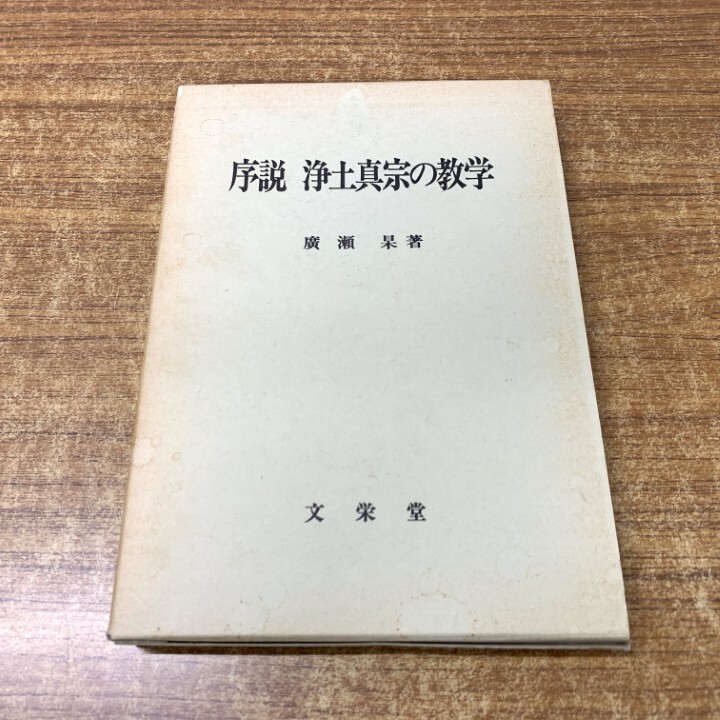 序説 浄土真宗の教学
廣瀬 杲著
文栄堂